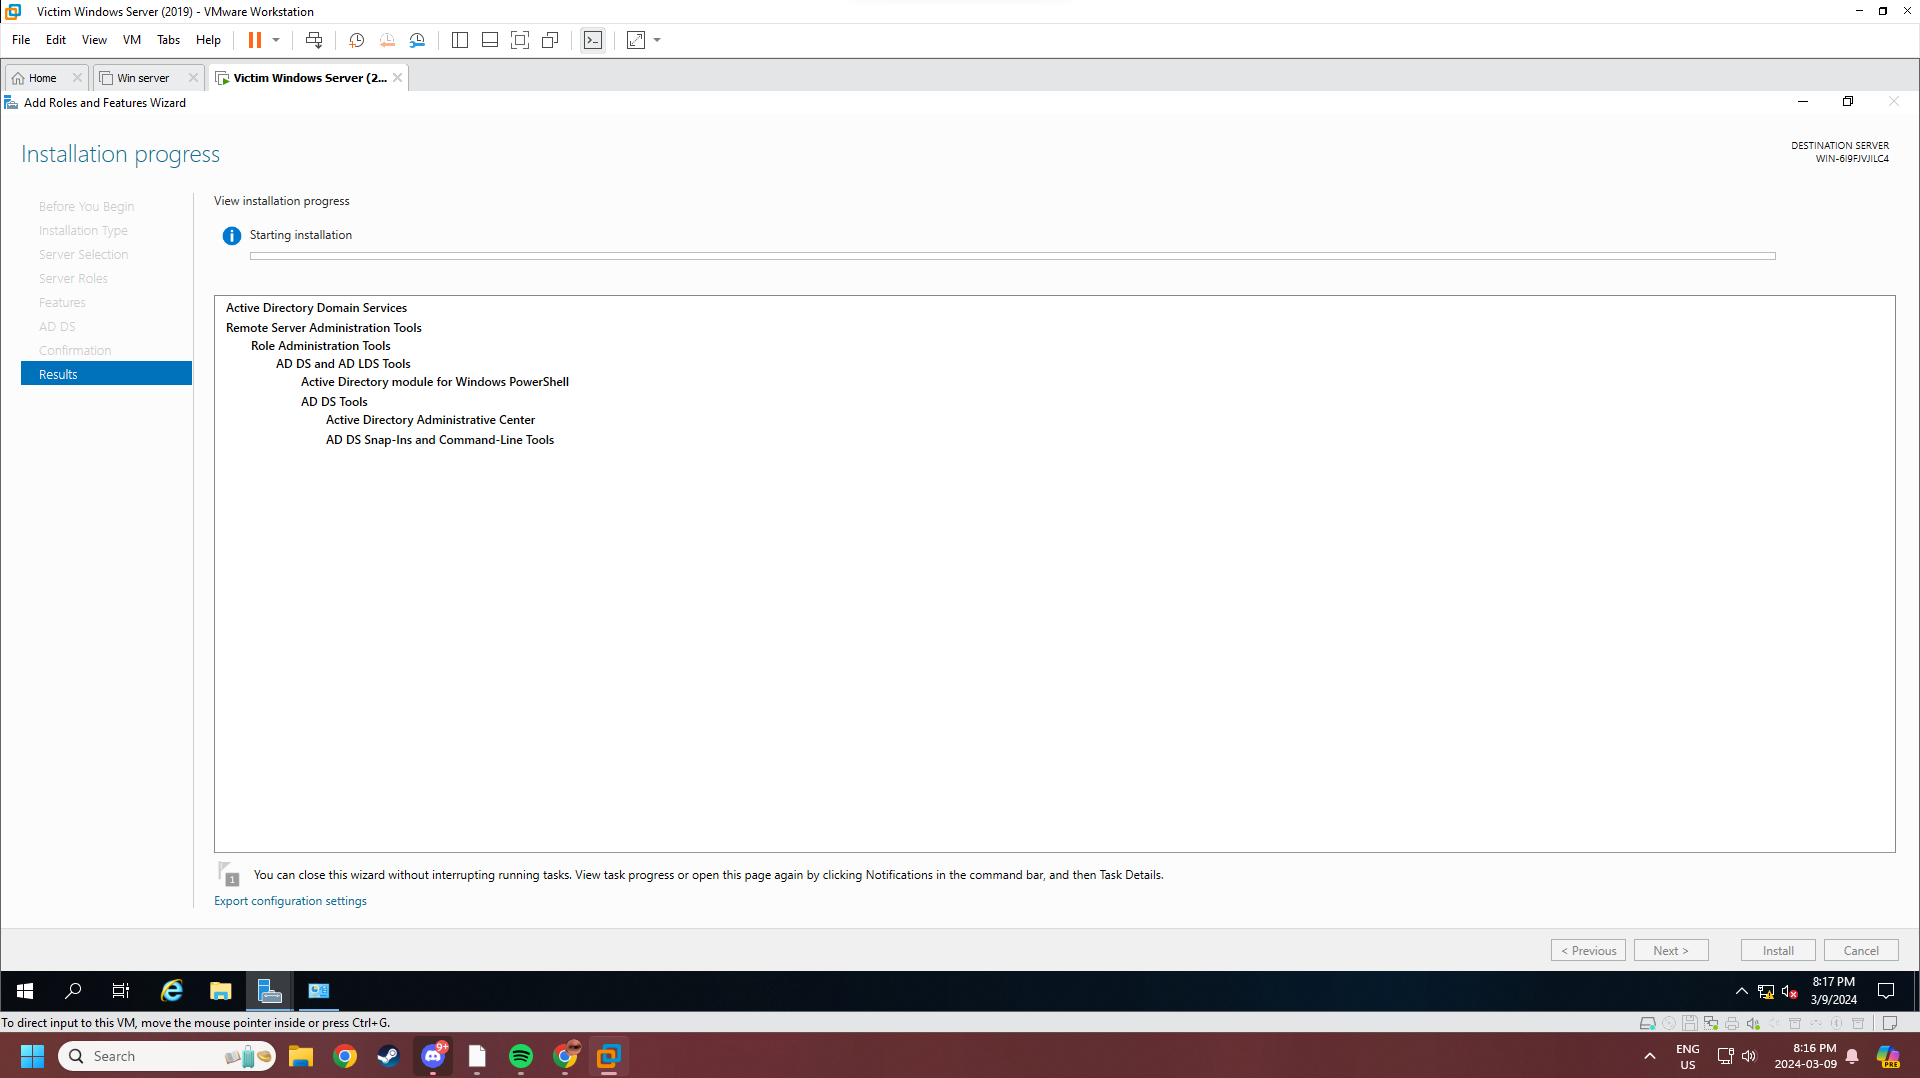 Victim Windows Server (2019) - VMware Workstation
File Edit View VM Tabs Help
Home Win server Victim Windows Server (2...
Add Roles and Features Wizard
Installation progress
DESTINATION SERVER
WIN-6I9FJVJILC4
Before You Begin
Installation Type
Server Selection
Server Roles
Features
AD DS
Confirmation
Results
View installation progress
Starting installation
Active Directory Domain Services
Remote Server Administration Tools
Role Administration Tools
AD DS and AD LDS Tools
Active Directory module for Windows PowerShell
AD DS Tools
Active Directory Administrative Center
AD DS Snap-Ins and Command-Line Tools
1
You can close this wizard without interrupting running tasks. View task progress or open this page again by clicking Notifications in the command bar, and then Task Details.
Export configuration settings
< Previous Next > Install Cancel
8:17 PM
3/9/2024
To direct input to this VM, move the mouse pointer inside or press Ctrl+G.
Search
9+
ENG
US
8:16 PM
2024-03-09
PRE